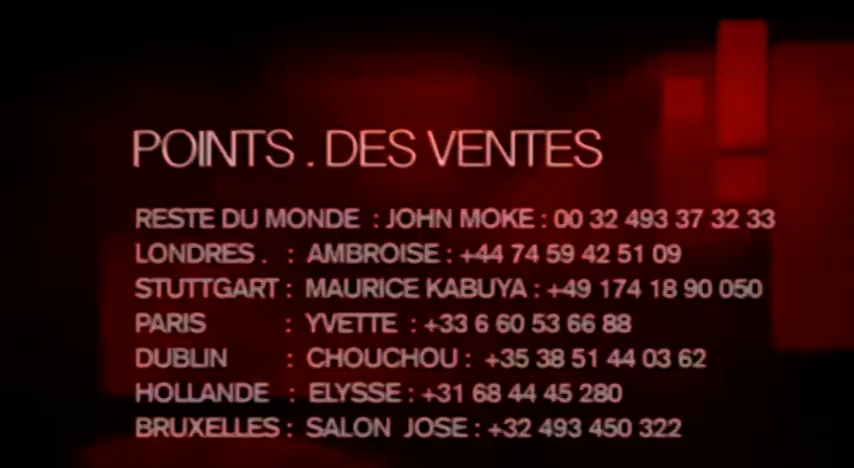 POINTS . DES VENTES
RESTE DU MONDE : JOHN MOKE : 00 32 493 37 32 33
LONDRES . : AMBROISE : +44 74 59 42 51 09
STUTTGART : MAURICE KABUYA : +49 174 18 90 050
PARIS : YVETTE : +33 6 60 53 66 88
DUBLIN : CHOUCHOU : +35 38 51 44 03 62
HOLLANDE : ELYSSE : +31 68 44 45 280
BRUXELLES : SALON JOSE : +32 493 450 322